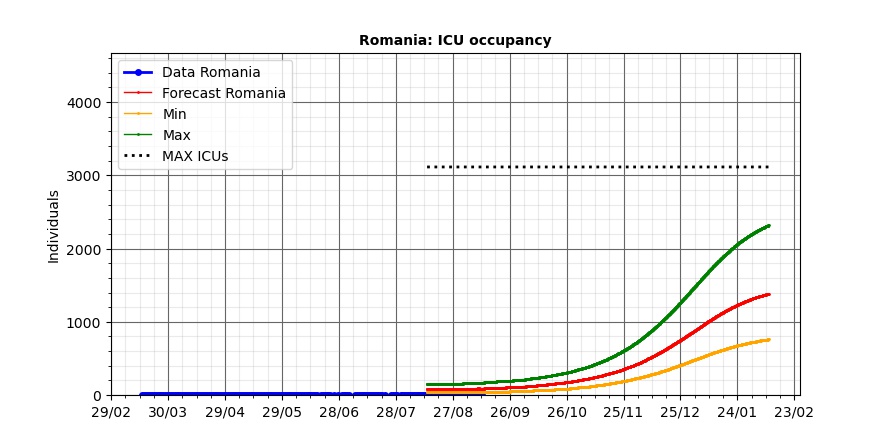 Romania: ICU occupancy
Data Romania
Forecast Romania
Min
Max
MAX ICUs
Individuals
4000
3000
2000
1000
0
29/02 30/03 29/04 29/05 28/06 28/07 27/08 26/09 26/10 25/11 25/12 24/01 23/02